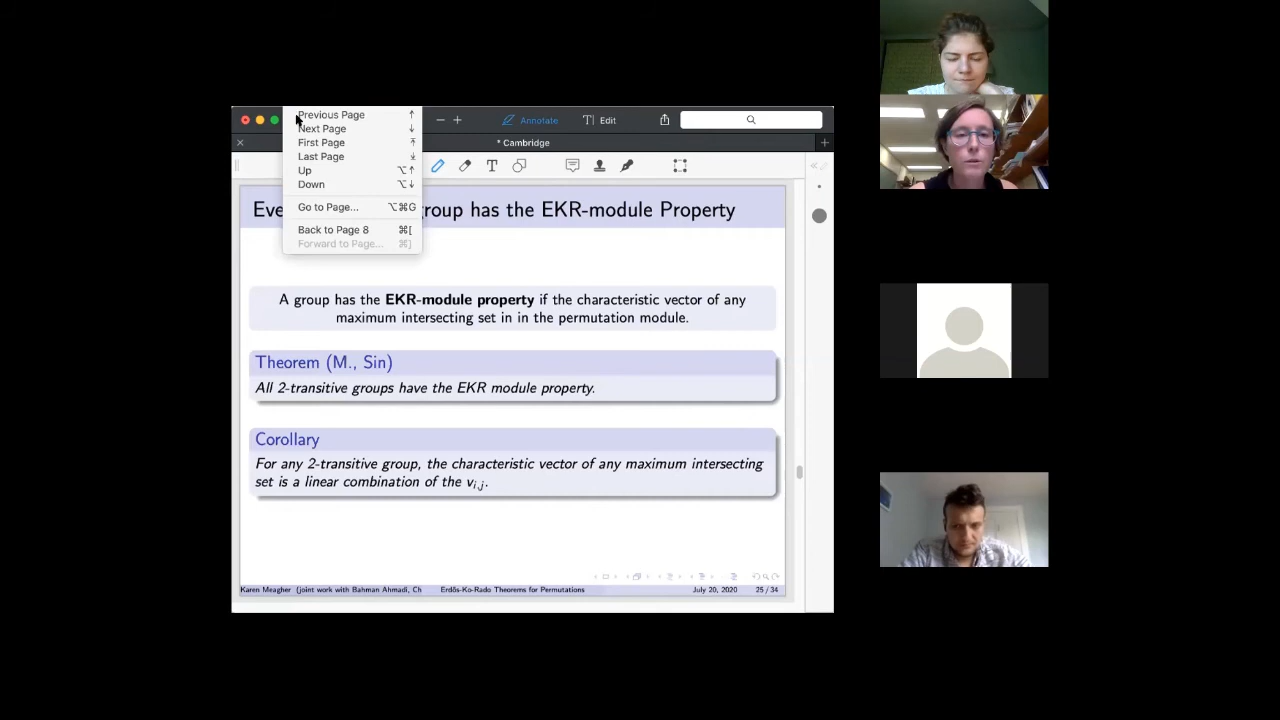 Previous Page ↑
Next Page ↓
First Page
Last Page
Up ⌥↑
Down ⌥↓
Go to Page... ⌥⌘G
Back to Page 8 ⌘[
Forward to Page... ⌘]
Annotate
Edit
* Cambridge
T
Eve
group has the EKR-module Property
A group has the EKR-module property if the characteristic vector of any
maximum intersecting set in in the permutation module.
Theorem (M., Sin)
All 2-transitive groups have the EKR module property.
Corollary
For any 2-transitive group, the characteristic vector of any maximum intersecting
set is a linear combination of the v_{i,j}.
Karen Meagher (joint work with Bahman Ahmadi, Ch
Erdős-Ko-Rado Theorems for Permutations
July 20, 2020
25 / 34